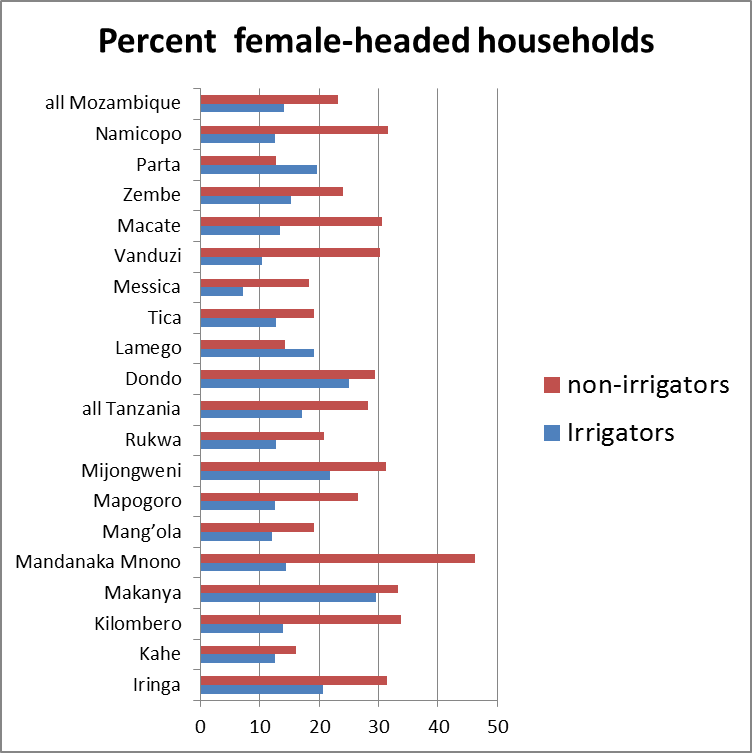 Percent female-headed households
all Mozambique
Namicopo
Parta
Zembe
Macate
Vanduzi
Messica
Tica
Lamego
Dondo
all Tanzania
Rukwa
Mijongweni
Mapogoro
Mang’ola
Mandanaka Mnono
Makanya
Kilombero
Kahe
Iringa
0 10 20 30 40 50
non-irrigators
Irrigators